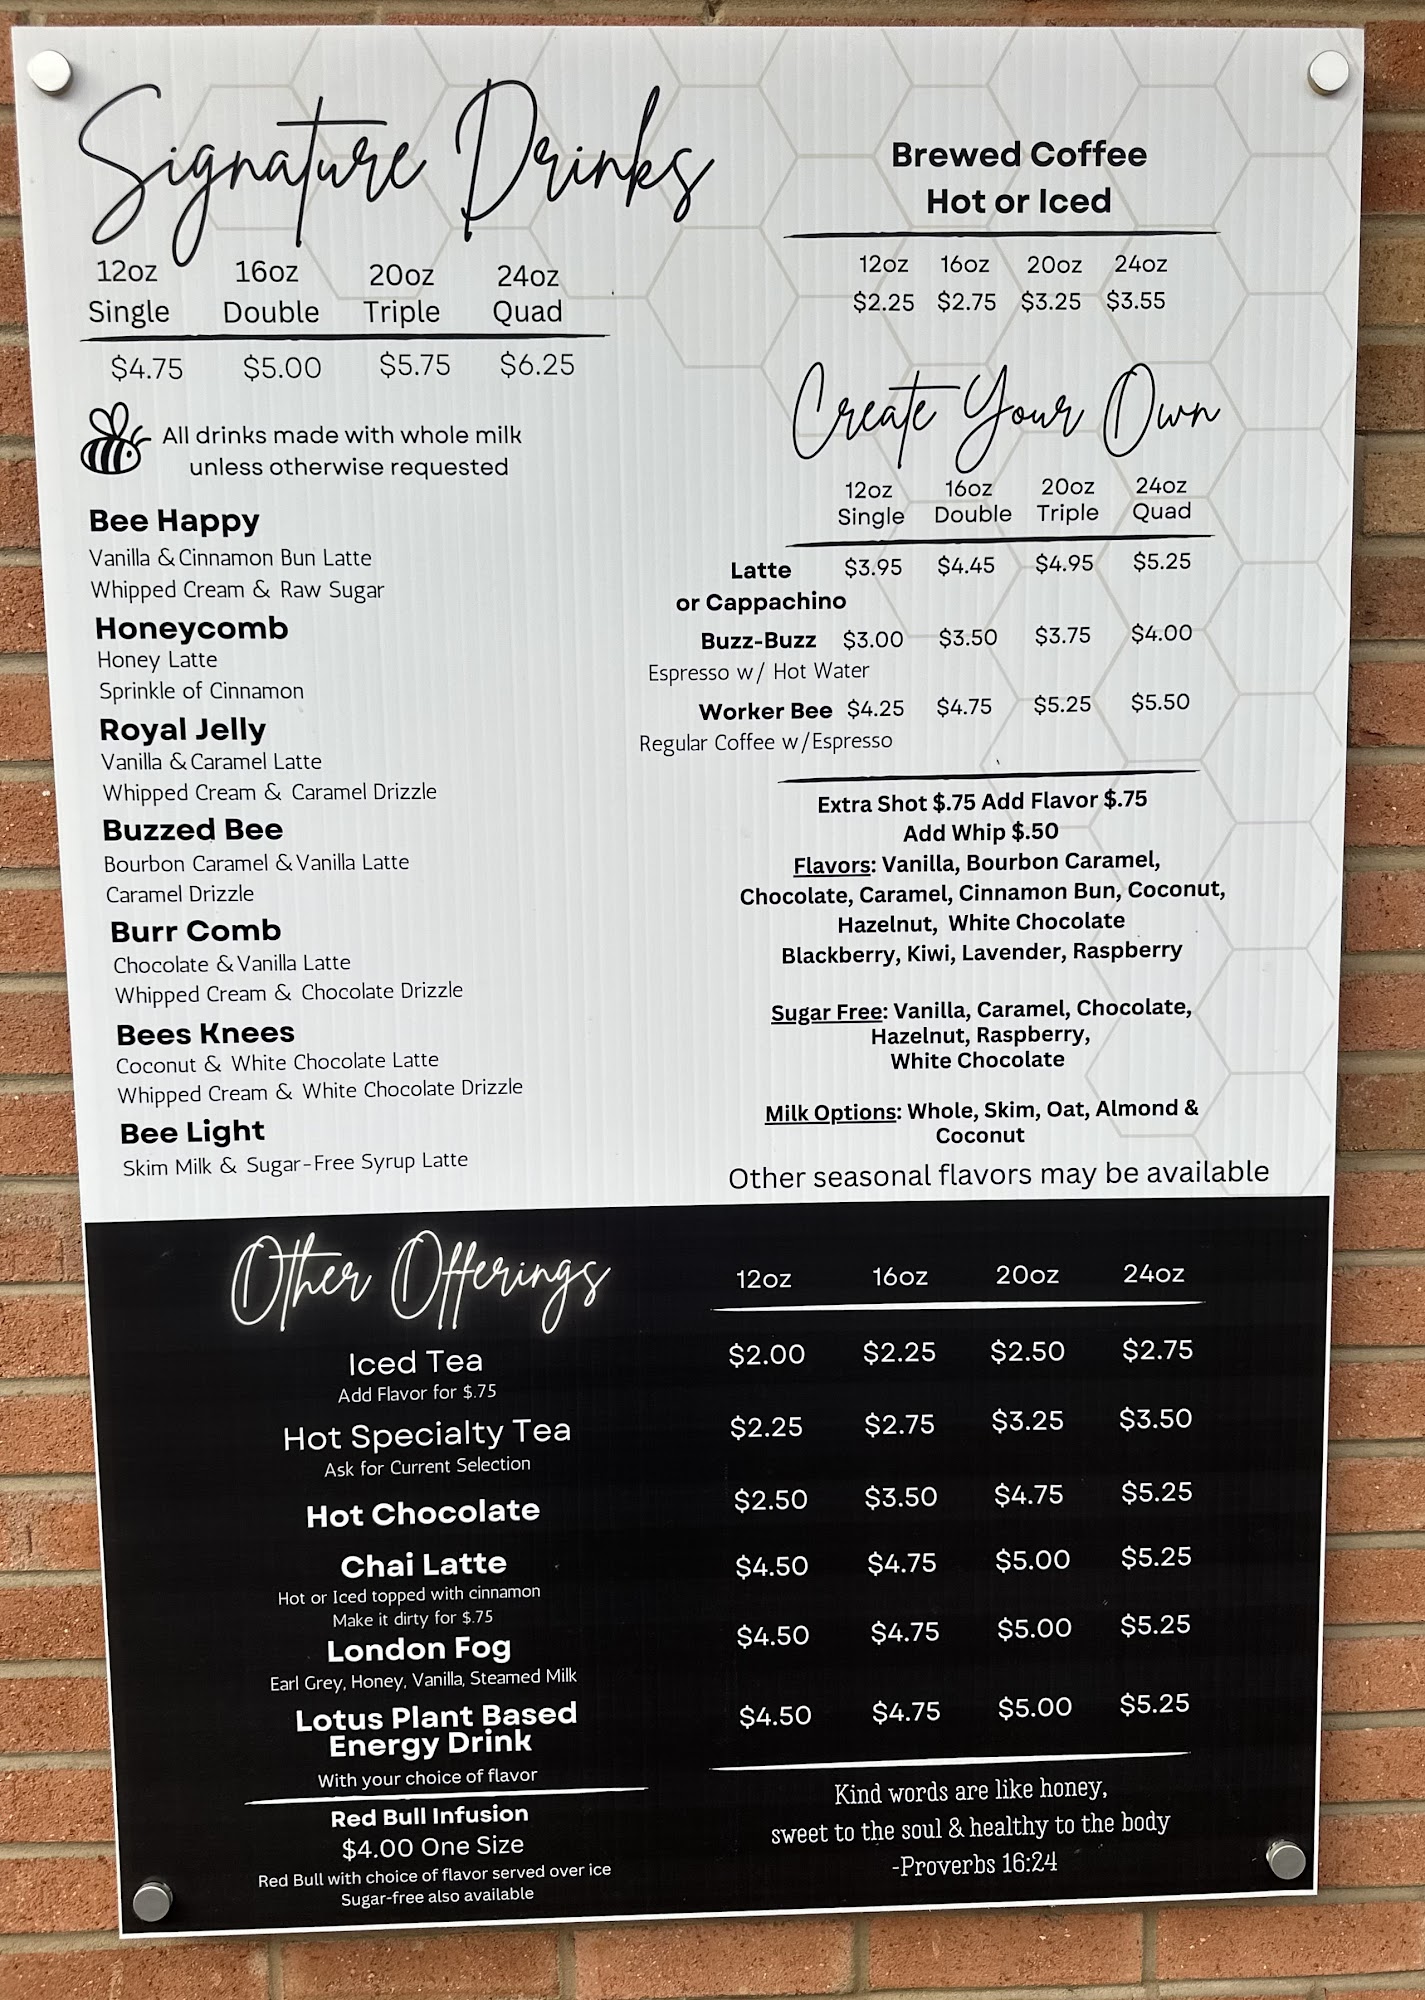 Signature Drinks
12oz 16oz 20oz 24oz
Single Double Triple Quad
$4.75 $5.00 $5.75 $6.25
All drinks made with whole milk
unless otherwise requested
Bee Happy
Vanilla & Cinnamon Bun Latte
Whipped Cream & Raw Sugar
Honeycomb
Honey Latte
Sprinkle of Cinnamon
Royal Jelly
Vanilla & Caramel Latte
Whipped Cream & Caramel Drizzle
Buzzed Bee
Bourbon Caramel & Vanilla Latte
Caramel Drizzle
Burr Comb
Chocolate & Vanilla Latte
Whipped Cream & Chocolate Drizzle
Bees Knees
Coconut & White Chocolate Latte
Whipped Cream & White Chocolate Drizzle
Bee Light
Skim Milk & Sugar-Free Syrup Latte
Brewed Coffee
Hot or Iced
12oz 16oz 20oz 24oz
$2.25 $2.75 $3.25 $3.55
Create Your Own
12oz 16oz 20oz 24oz
Single Double Triple Quad
Latte $3.95 $4.45 $4.95 $5.25
or Cappachino
Buzz-Buzz $3.00 $3.50 $3.75 $4.00
Espresso w/ Hot Water
Worker Bee $4.25 $4.75 $5.25 $5.50
Regular Coffee w/Espresso
Extra Shot $.75 Add Flavor $.75
Add Whip $.50
Flavors: Vanilla, Bourbon Caramel,
Chocolate, Caramel, Cinnamon Bun, Coconut,
Hazelnut, White Chocolate
Blackberry, Kiwi, Lavender, Raspberry
Sugar Free: Vanilla, Caramel, Chocolate,
Hazelnut, Raspberry,
White Chocolate
Milk Options: Whole, Skim, Oat, Almond &
Coconut
Other seasonal flavors may be available
Other Offerings
12oz 16oz 20oz 24oz
Iced Tea $2.00 $2.25 $2.50 $2.75
Add Flavor for $.75
Hot Specialty Tea $2.25 $2.75 $3.25 $3.50
Ask for Current Selection
Hot Chocolate $2.50 $3.50 $4.75 $5.25
Chai Latte $4.50 $4.75 $5.00 $5.25
Hot or Iced topped with cinnamon
Make it dirty for $.75
London Fog $4.50 $4.75 $5.00 $5.25
Earl Grey, Honey, Vanilla, Steamed Milk
Lotus Plant Based $4.50 $4.75 $5.00 $5.25
Energy Drink
With your choice of flavor
Red Bull Infusion
$4.00 One Size
Red Bull with choice of flavor served over ice
Sugar-free also available
Kind words are like honey,
sweet to the soul & healthy to the body
-Proverbs 16:24